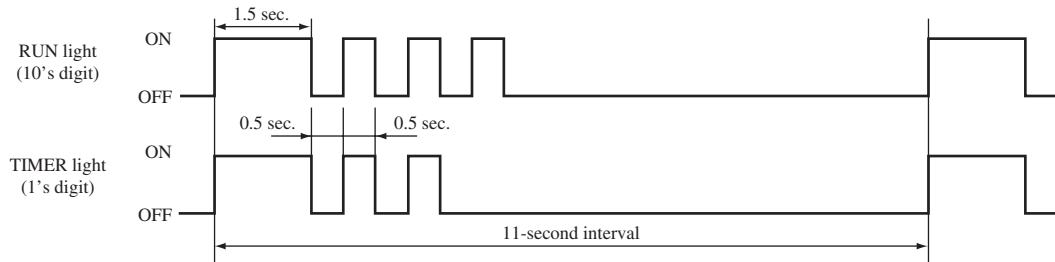 1.5 sec.
RUN light
(10's digit)
ON
OFF
0.5 sec.
0.5 sec.
TIMER light
(1's digit)
ON
OFF
11-second interval